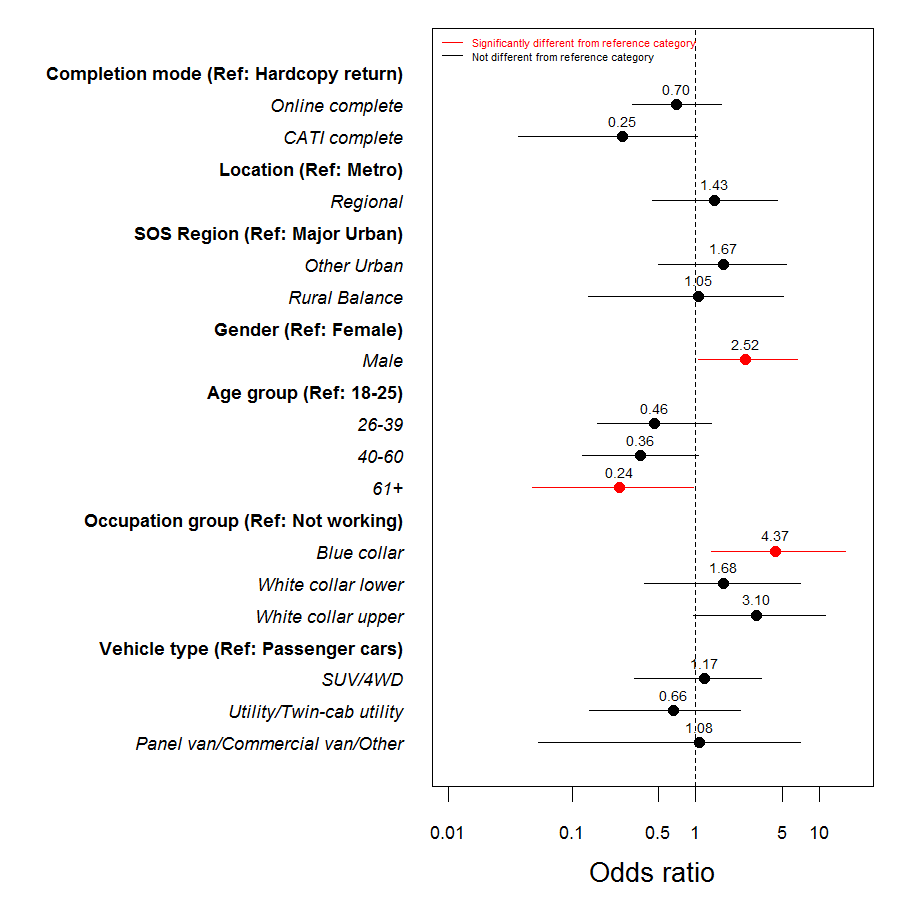 Significantly different from reference category
Not different from reference category
Completion mode (Ref: Hardcopy return)
Online complete 0.70
CATI complete 0.25
Location (Ref: Metro)
Regional 1.43
SOS Region (Ref: Major Urban)
Other Urban 1.67
Rural Balance 1.05
Gender (Ref: Female)
Male 2.52
Age group (Ref: 18-25)
26-39 0.46
40-60 0.36
61+ 0.24
Occupation group (Ref: Not working)
Blue collar 4.37
White collar lower 1.68
White collar upper 3.10
Vehicle type (Ref: Passenger cars)
SUV/4WD 1.17
Utility/Twin-cab utility 0.66
Panel van/Commercial van/Other 1.08
0.01 0.1 0.5 1 5 10
Odds ratio